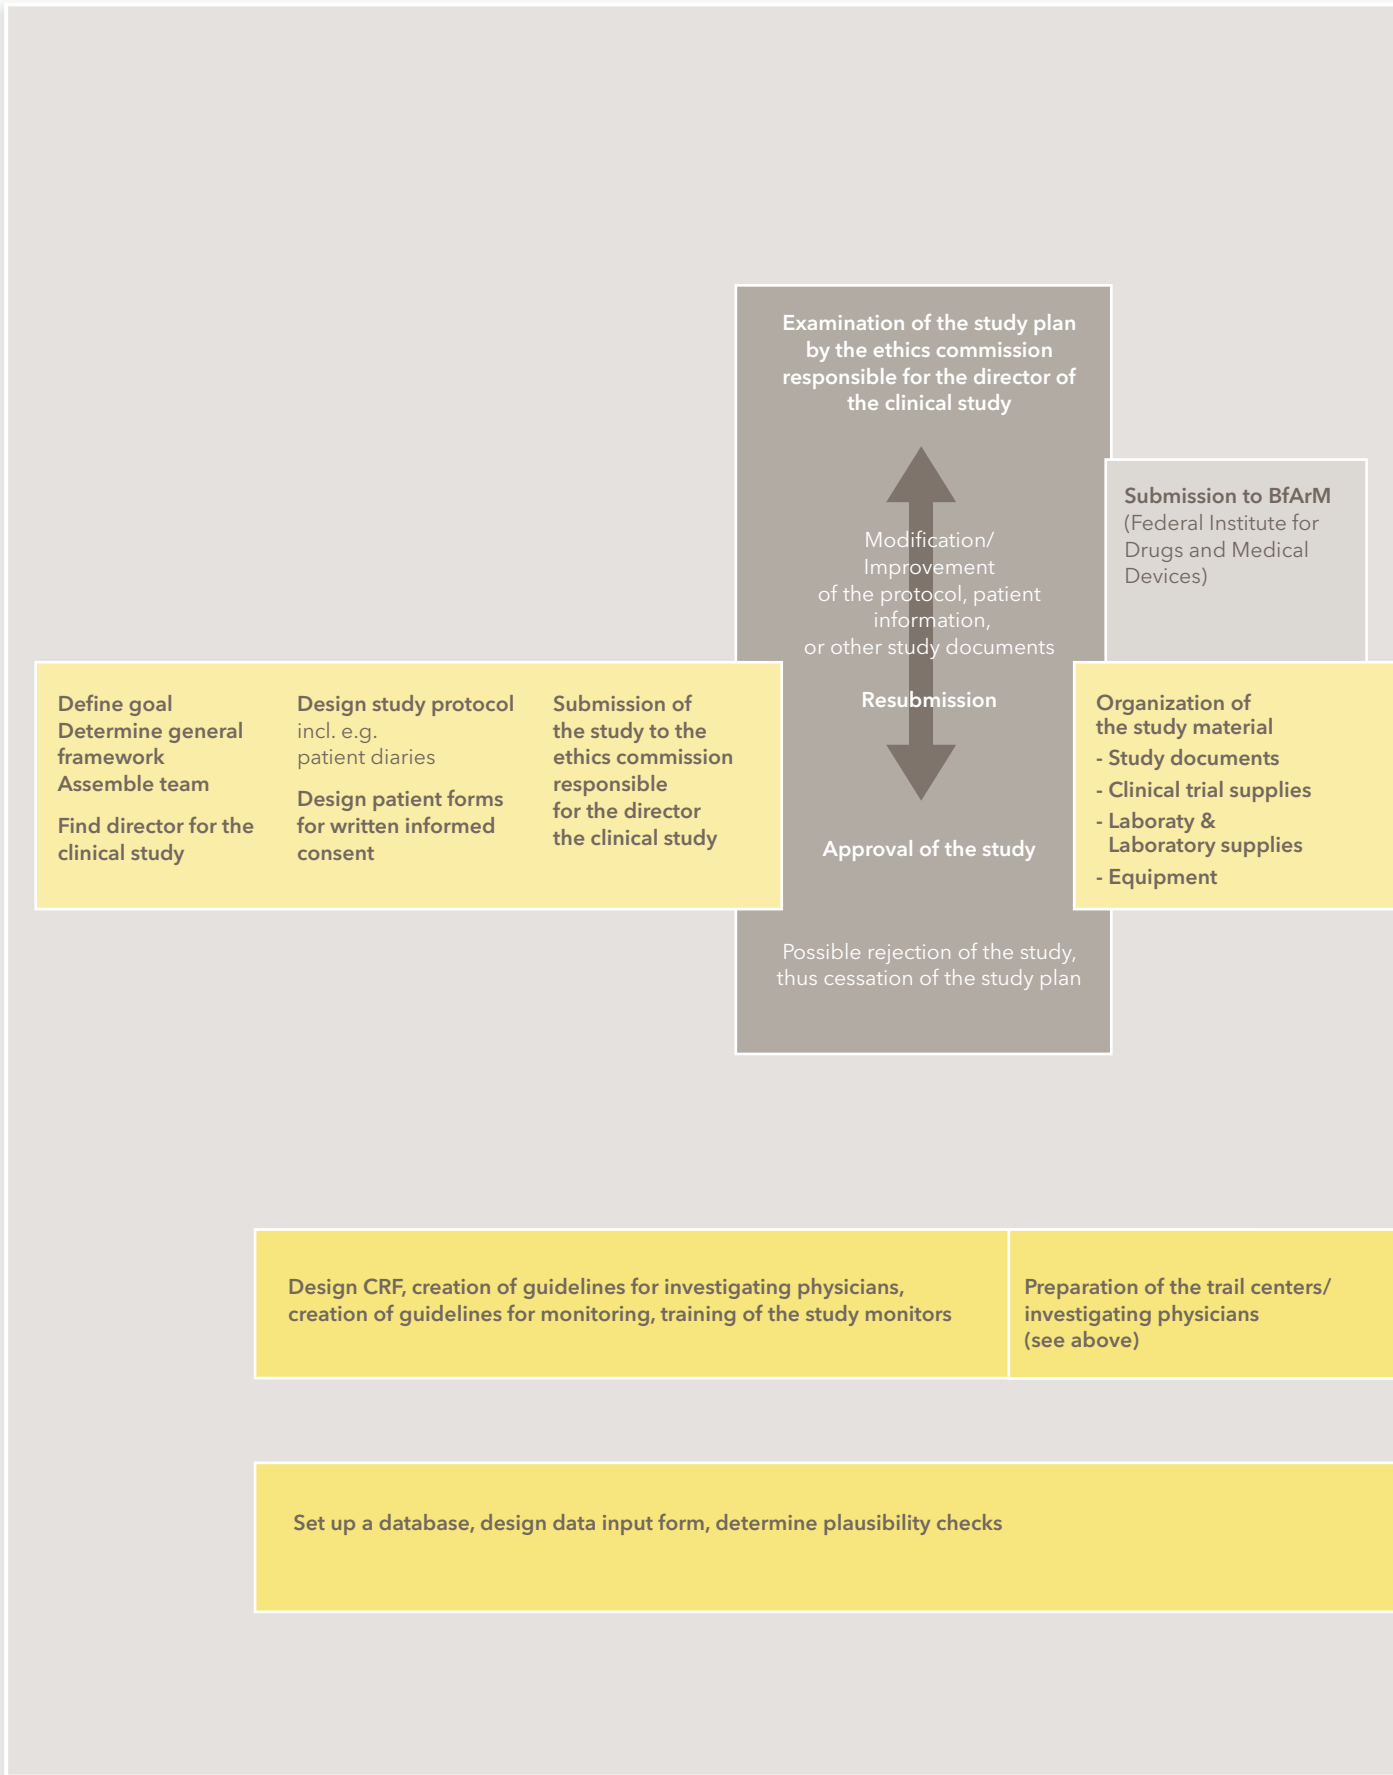 Examination of the study plan
by the ethics commission
responsible for the director of
the clinical study
Modification/
Improvement
of the protocol, patient
information,
or other study documents
Resubmission
Approval of the study
Possible rejection of the study,
thus cessation of the study plan
Submission to BfArM
(Federal Institute for
Drugs and Medical
Devices)
Define goal
Determine general
framework
Assemble team
Find director for the
clinical study
Design study protocol
incl. e.g.
patient diaries
Design patient forms
for written informed
consent
Submission of
the study to the
ethics commission
responsible
for the director
the clinical study
Organization of
the study material
- Study documents
- Clinical trial supplies
- Laboraty &
Laboratory supplies
- Equipment
Design CRF, creation of guidelines for investigating physicians,
creation of guidelines for monitoring, training of the study monitors
Preparation of the trail centers/
investigating physicians
(see above)
Set up a database, design data input form, determine plausibility checks